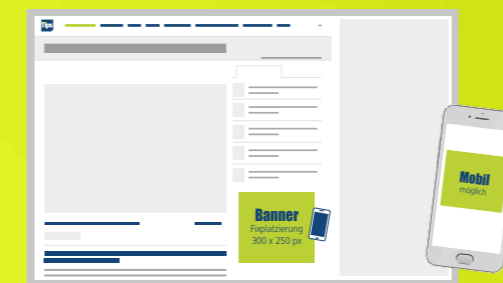 Tips
Banner
Fixplatzierung
300 x 250 px
Mobil
möglich